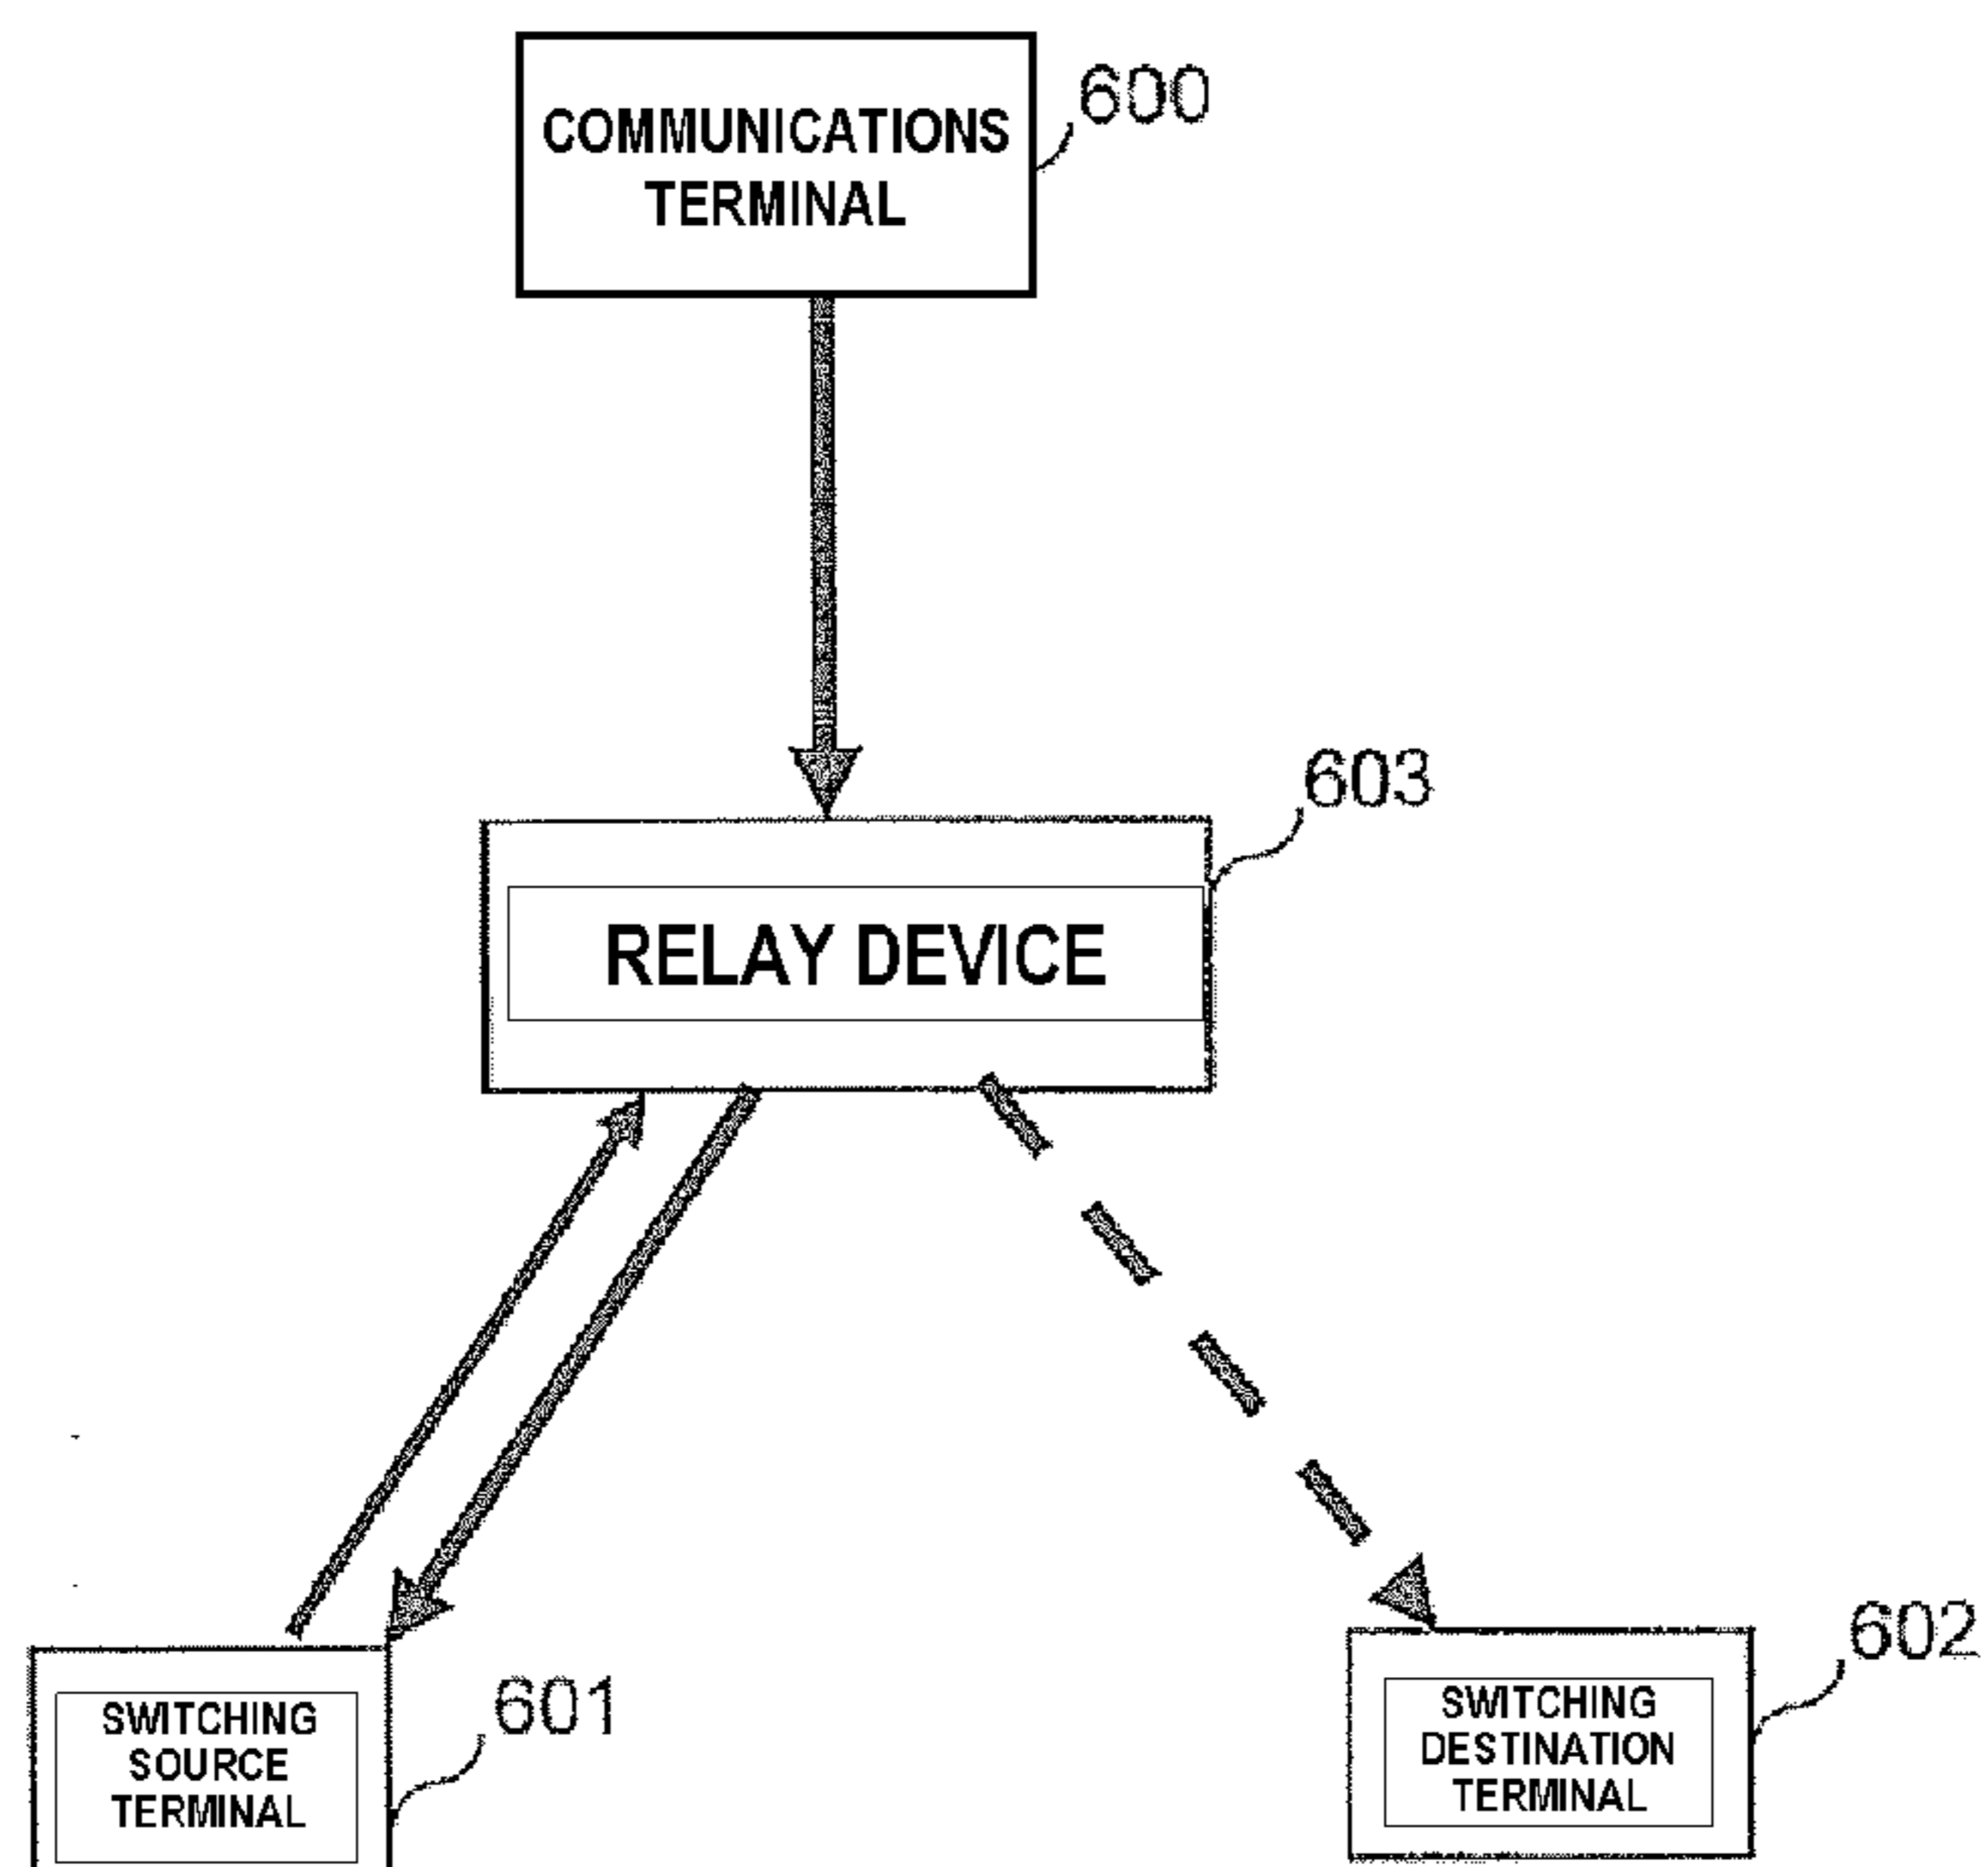 COMMUNICATIONS
TERMINAL
600
603
RELAY DEVICE
601
SWITCHING
SOURCE
TERMINAL
602
SWITCHING
DESTINATION
TERMINAL